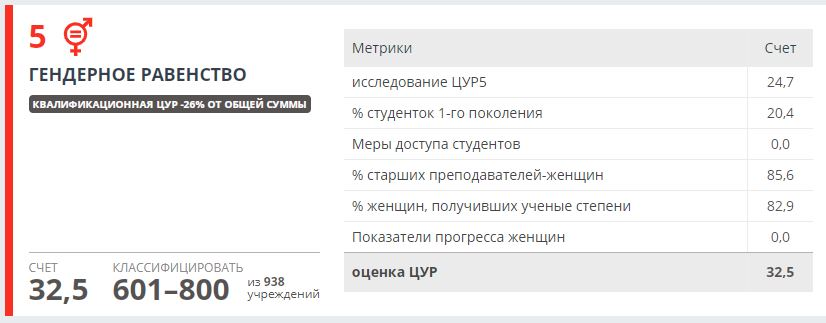 5
ГЕНДЕРНОЕ РАВЕНСТВО
КВАЛИФИКАЦИОННАЯ ЦУР -26% ОТ ОБЩЕЙ СУММЫ
СЧЕТ
32,5
КЛАССИФИЦИРОВАТЬ
601–800
из 938
учреждений
Метрики Счет
исследование ЦУР5 24,7
% студенток 1-го поколения 20,4
Меры доступа студентов 0,0
% старших преподавателей-женщин 85,6
% женщин, получивших ученые степени 82,9
Показатели прогресса женщин 0,0
оценка ЦУР 32,5